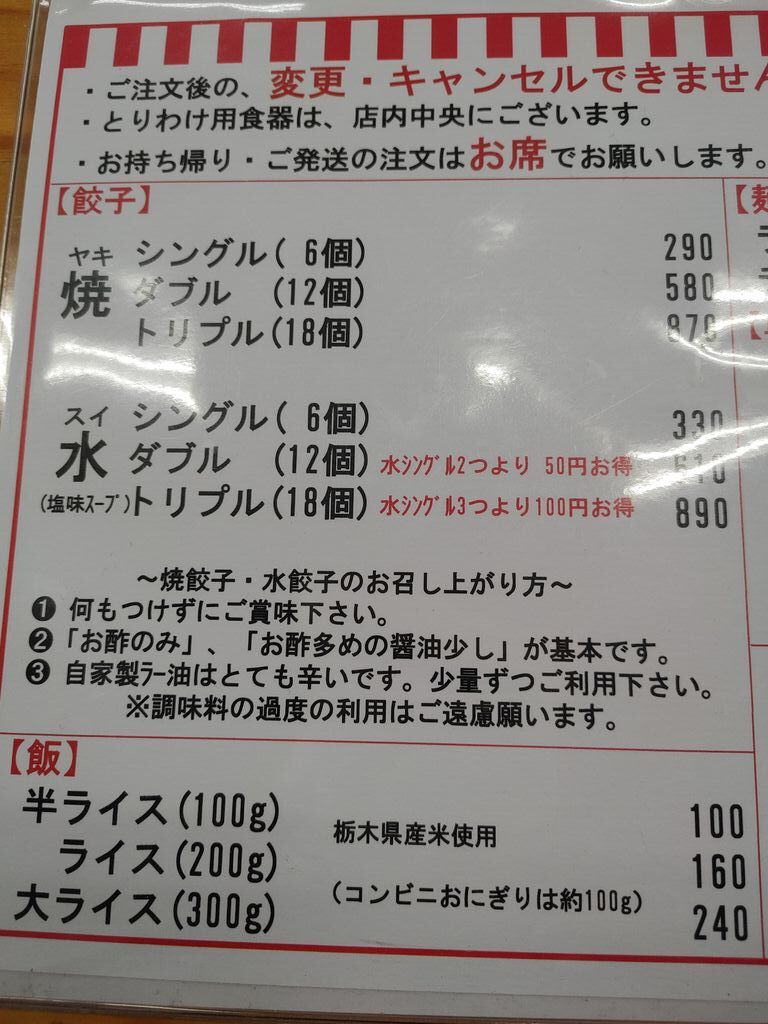 ・ご注文後の、変更・キャンセルできません
・とりわけ用食器は、店内中央にございます。
・お持ち帰り・ご発送の注文はお席でお願いします。
【餃子】
ヤキ
焼
シングル( 6個) 290
ダブル (12個) 580
トリプル(18個) 870
スイ
水
(塩味スープ)
シングル( 6個) 330
ダブル (12個) 水シングル2つより 50円お得 610
トリプル(18個) 水シングル3つより100円お得 890
～焼餃子・水餃子のお召し上がり方～
❶ 何もつけずにご賞味下さい。
❷「お酢のみ」、「お酢多めの醤油少し」が基本です。
❸ 自家製ラー油はとても辛いです。少量ずつご利用下さい。
※調味料の過度の利用はご遠慮願います。
【飯】
半ライス(100g) 100
栃木県産米使用
ライス(200g) 160
(コンビニおにぎりは約100g)
大ライス(300g) 240
【麺